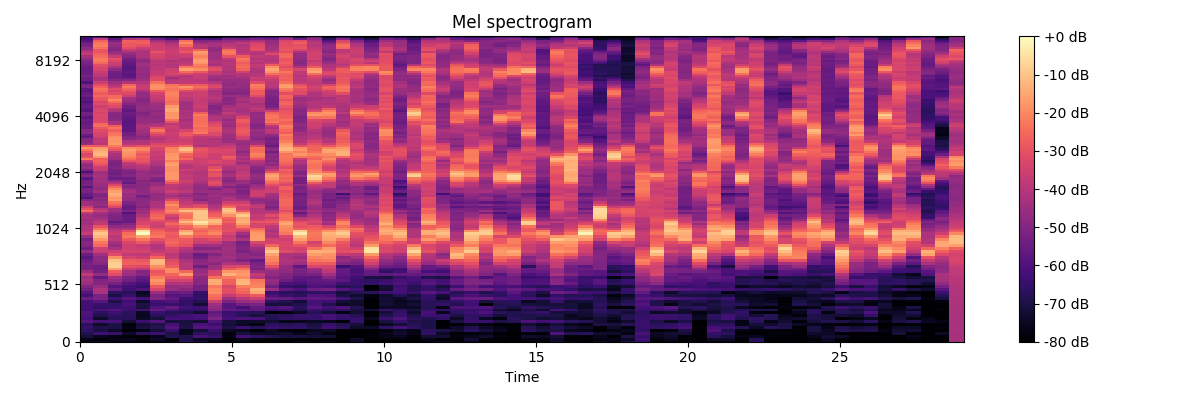 Mel spectrogram
Hz
8192
4096
2048
1024
512
0
0 5 10 15 20 25
Time
+0 dB
-10 dB
-20 dB
-30 dB
-40 dB
-50 dB
-60 dB
-70 dB
-80 dB